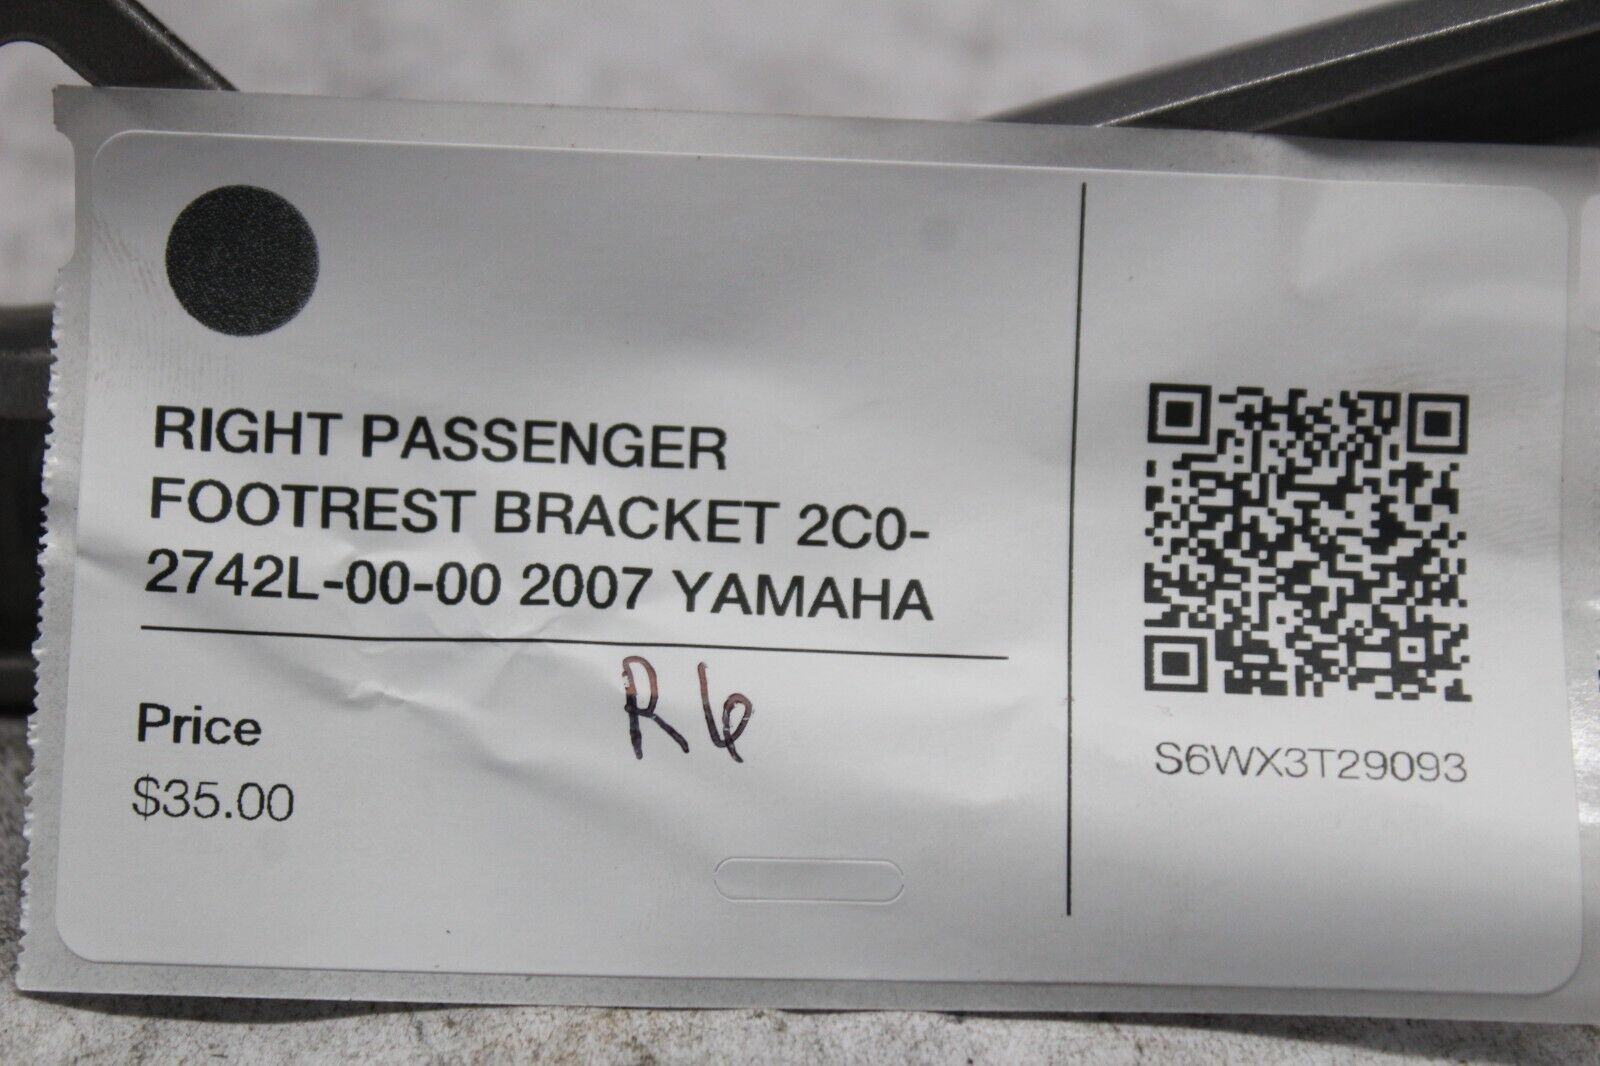 RIGHT PASSENGER
FOOTREST BRACKET 2C0-
2742L-00-00 2007 YAMAHA
R6
Price
$35.00
S6WX3T29093